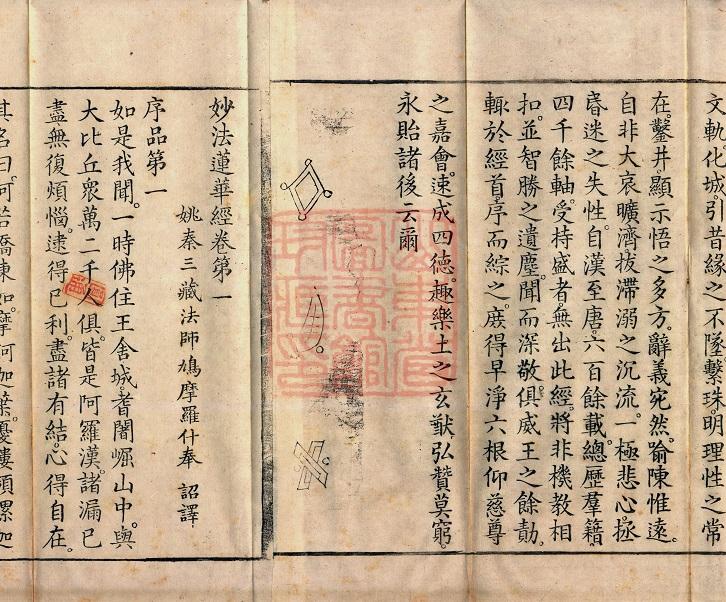 文軌化城。引昔緣之不墜。繫珠。明理性之常
在。鑿井顯示悟之多方。辭義宛然。喻陳惟遠。
自非大哀曠濟。拔滯溺之沉流。一極悲心。拯
昏迷之失性。自漢至唐。六百餘載。總歷羣籍。
四千餘軸。受持盛者。無出此經。將非機教相
扣。並智勝之遺塵。聞而深敬。俱威王之餘勣。
輒於經首。序而綜之。庶得早淨六根。仰慈尊
之嘉會。速成四德。趣樂土之玄猷。弘贊莫窮。
永貽諸後云爾
妙法蓮華經卷第一
姚秦三藏法師鳩摩羅什奉 詔譯
序品第一
如是我聞。一時佛住王舍城。耆闍崛山中。與
大比丘眾萬二千人俱。皆是阿羅漢。諸漏已
盡。無復煩惱。逮得己利。盡諸有結。心得自在。
其名曰。阿若憍陳如。摩訶迦葉。優樓頻螺迦